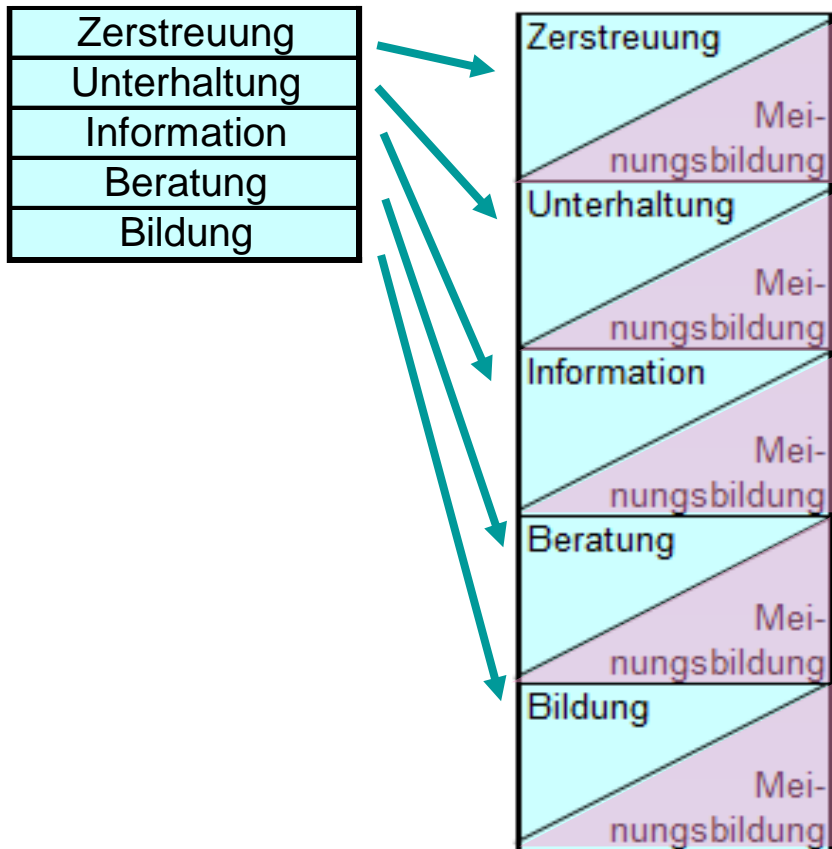 Zerstreuung
Unterhaltung
Information
Beratung
Bildung
Zerstreuung
Mei-
nungsbildung
Unterhaltung
Mei-
nungsbildung
Information
Mei-
nungsbildung
Beratung
Mei-
nungsbildung
Bildung
Mei-
nungsbildung